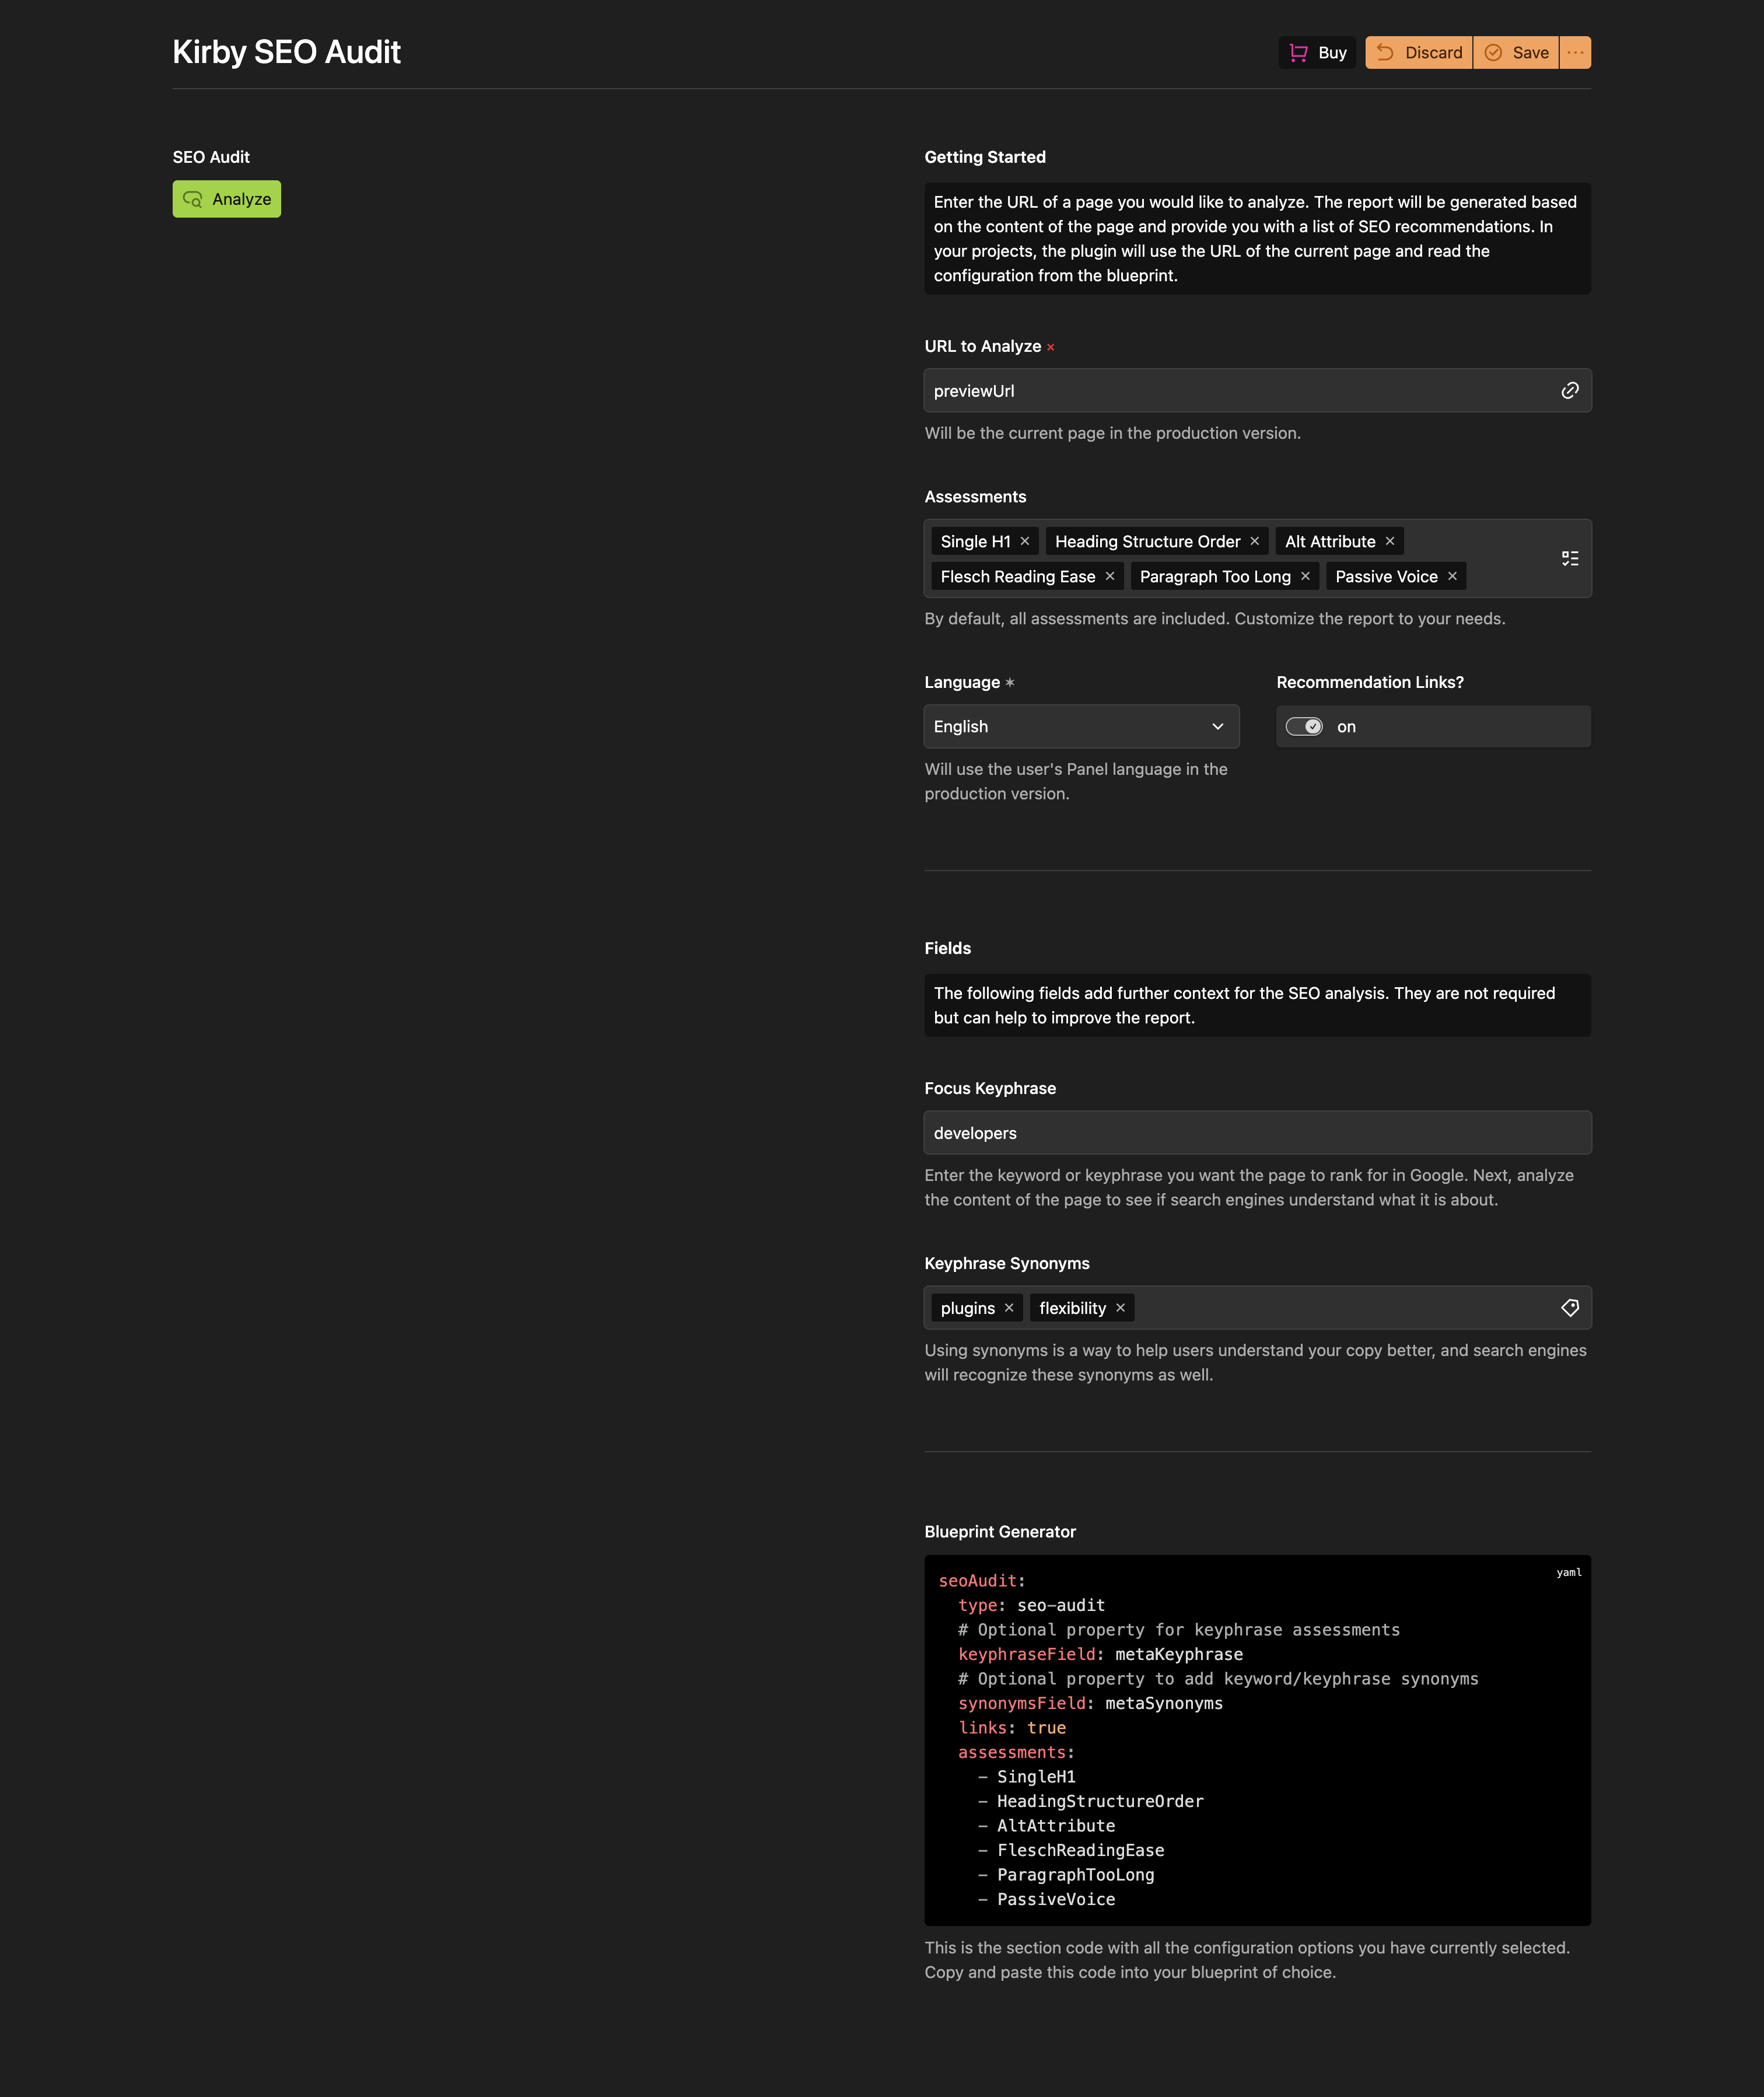 Kirby SEO Audit
Buy
Discard
Save
SEO Audit
Analyze
Getting Started
Enter the URL of a page you would like to analyze. The report will be generated based
on the content of the page and provide you with a list of SEO recommendations. In
your projects, the plugin will use the URL of the current page and read the
configuration from the blueprint.
URL to Analyze
previewUrl
Will be the current page in the production version.
Assessments
Single H1 × Heading Structure Order × Alt Attribute ×
Flesch Reading Ease × Paragraph Too Long × Passive Voice ×
By default, all assessments are included. Customize the report to your needs.
Language *
English
Will use the user's Panel language in the
production version.
Recommendation Links?
on
Fields
The following fields add further context for the SEO analysis. They are not required
but can help to improve the report.
Focus Keyphrase
developers
Enter the keyword or keyphrase you want the page to rank for in Google. Next, analyze
the content of the page to see if search engines understand what it is about.
Keyphrase Synonyms
plugins × flexibility ×
Using synonyms is a way to help users understand your copy better, and search engines
will recognize these synonyms as well.
Blueprint Generator
yaml
seoAudit:
  type: seo-audit
  # Optional property for keyphrase assessments
  keyphraseField: metaKeyphrase
  # Optional property to add keyword/keyphrase synonyms
  synonymsField: metaSynonyms
  links: true
  assessments:
    - SingleH1
    - HeadingStructureOrder
    - AltAttribute
    - FleschReadingEase
    - ParagraphTooLong
    - PassiveVoice
This is the section code with all the configuration options you have currently selected.
Copy and paste this code into your blueprint of choice.